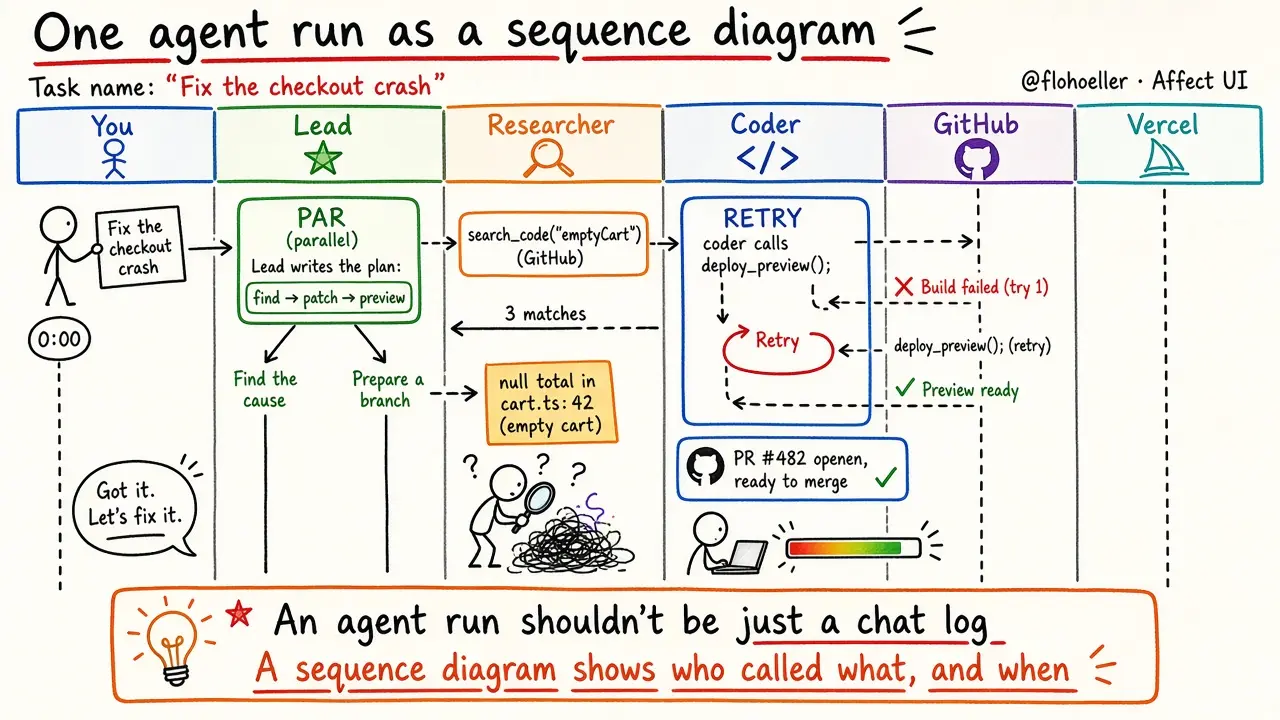 One agent run as a sequence diagram
Task name: “Fix the checkout crash”
@flohoeller · Affect UI
You
Lead
Researcher
Coder
</>
GitHub
Vercel
Fix the
checkout
crash
0:00
Got it.
Let's fix it.
PAR
(parallel)
Lead writes the plan:
find → patch → preview
Find the
cause
Prepare a
branch
search_code("emptyCart")
(GitHub)
3 matches
null total in
cart.ts: 42
(empty cart)
? ? ?
RETRY
coder calls
deploy_preview();
Retry
Build failed (try 1)
deploy_preview(); (retry)
Preview ready
PR #482 openen,
ready to merge
An agent run shouldn't be just a chat log
A sequence diagram shows who called what, and when